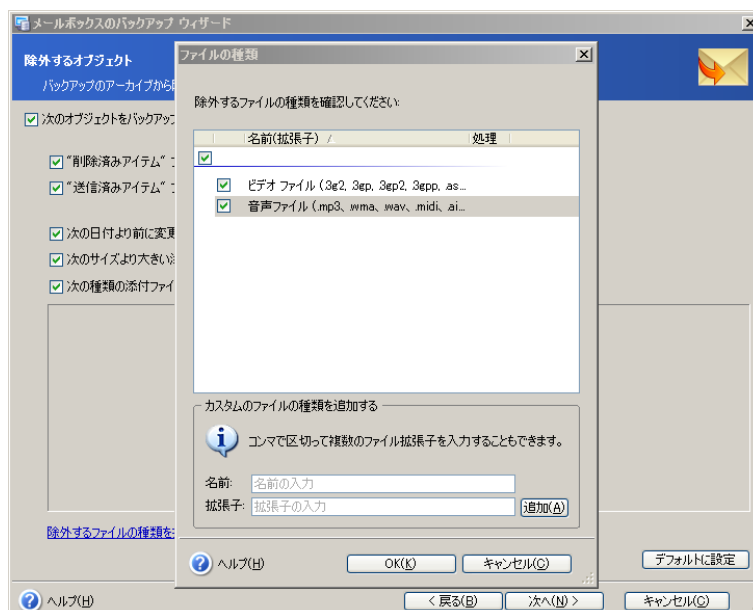 メールボックスのバックアップ ウィザード
除外するオブジェクト
バックアップのアーカイブから
次のオブジェクトをバックアップ
"削除済みアイテム"
"送信済みアイテム"
次の日付より前に変更
次のサイズより大きい
次の種類の添付ファイ
除外するファイルの種類を
ファイルの種類
除外するファイルの種類を確認してください:
名前(拡張子) / 処理
ビデオ ファイル (.3g2, .3gp, .3gp2, .3gpp, .as...
音声ファイル (.mp3、.wma、.wav、.midi、.ai...
カスタムのファイルの種類を追加する
コンマで区切って複数のファイル拡張子を入力することもできます。
名前: 名前の入力
拡張子: 拡張子の入力 追加(A)
ヘルプ(H) OK(K) キャンセル(C)
デフォルトに設定
ヘルプ(H) < 戻る(B) 次へ(N) > キャンセル(C)